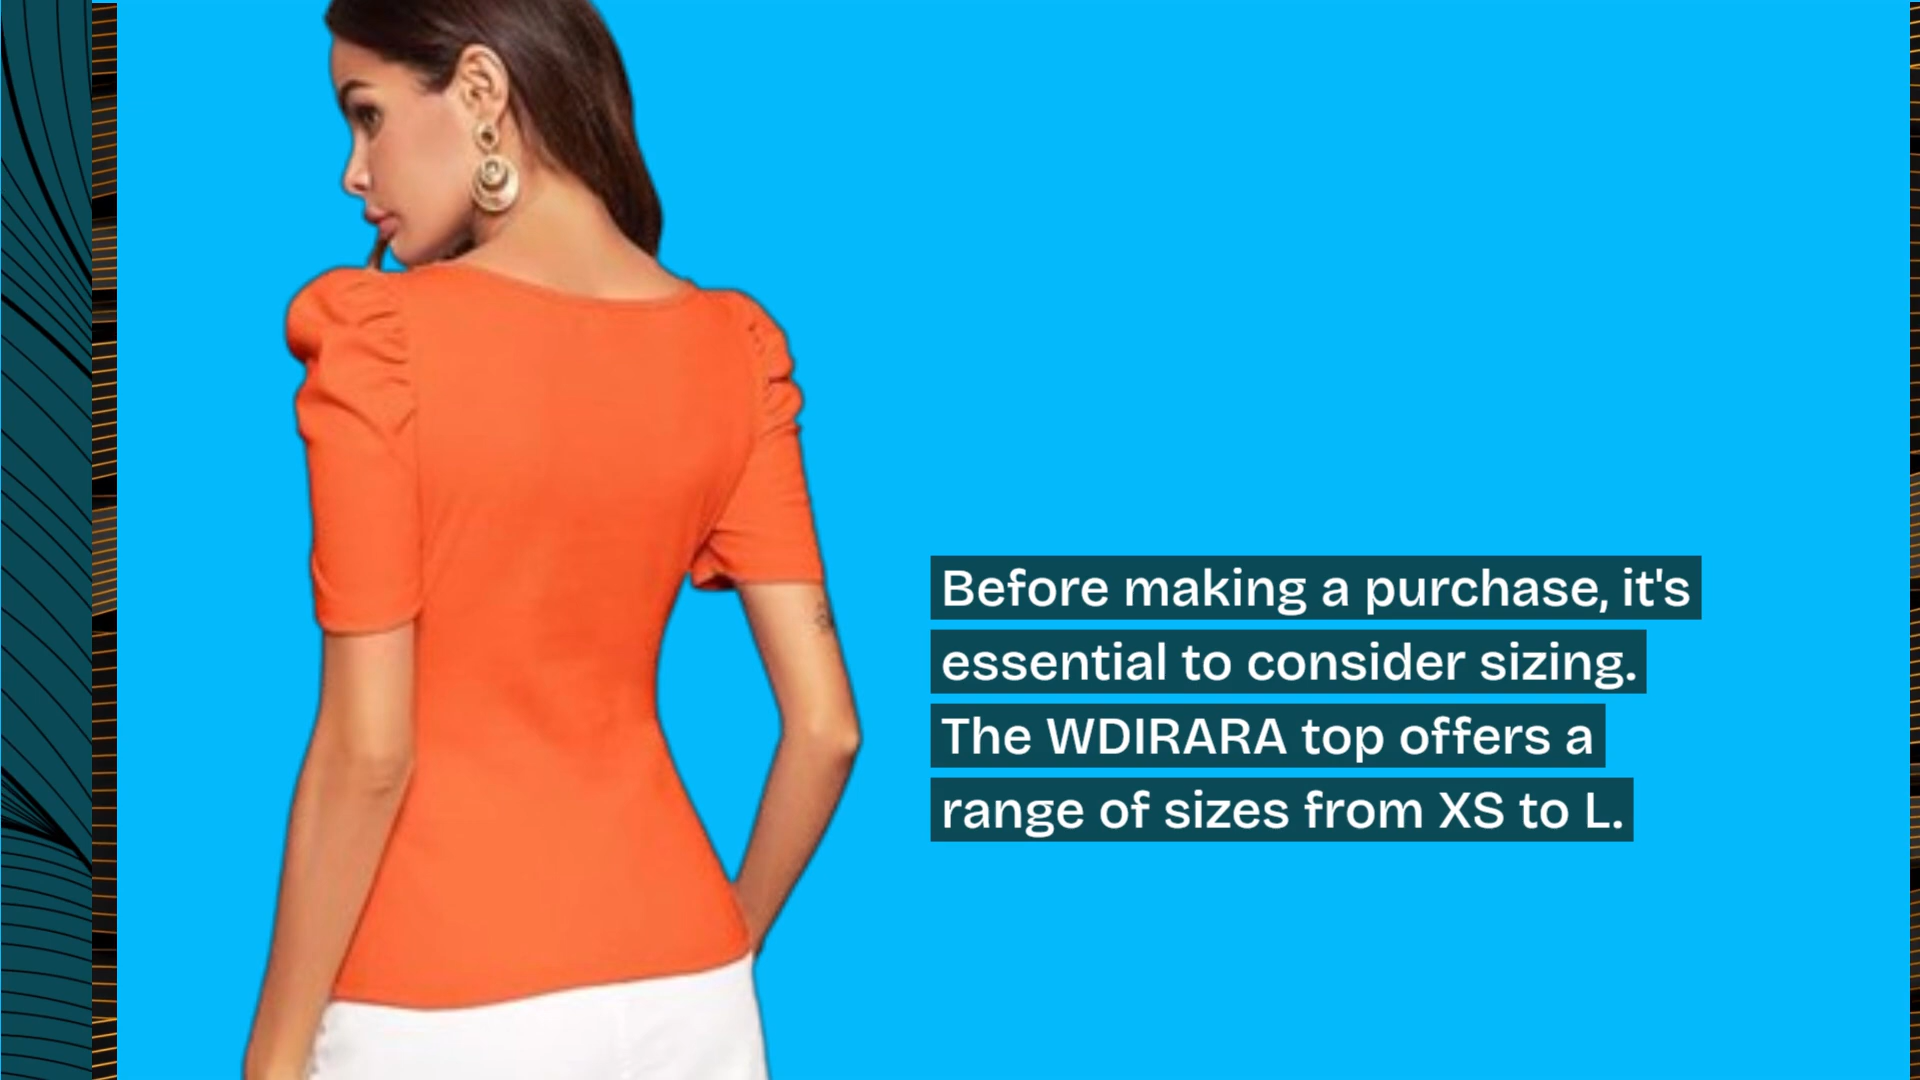 Before making a purchase, it's
essential to consider sizing.
The WDIRARA top offers a
range of sizes from XS to L.